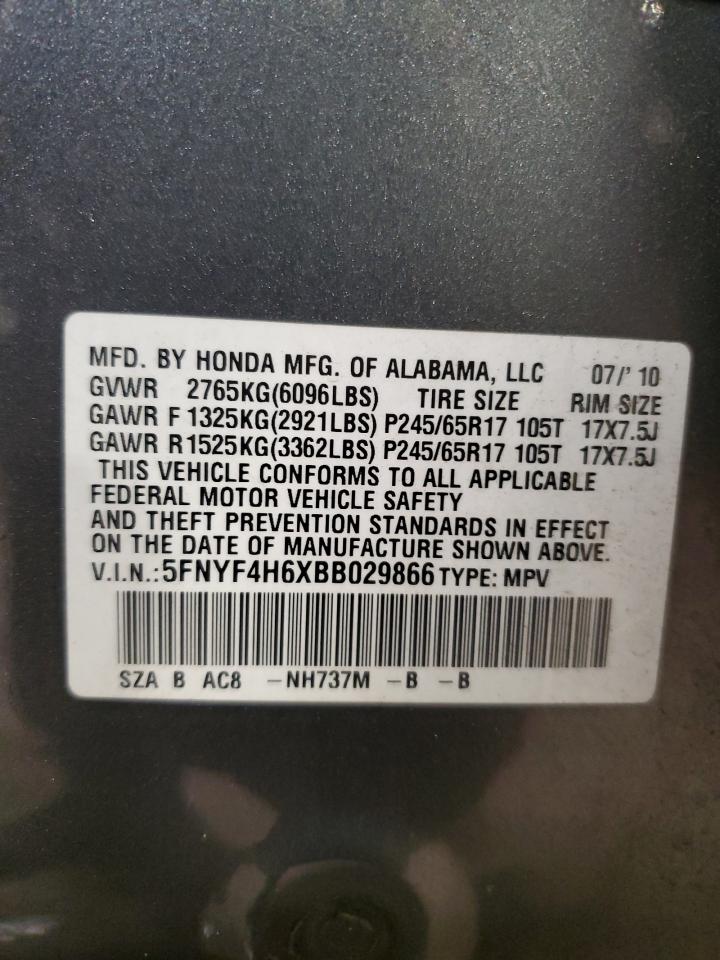 MFD. BY HONDA MFG. OF ALABAMA, LLC 07/'10
GVWR 2765KG(6096LBS) TIRE SIZE RIM SIZE
GAWR F 1325KG(2921LBS) P245/65R17 105T 17X7.5J
GAWR R 1525KG(3362LBS) P245/65R17 105T 17X7.5J
THIS VEHICLE CONFORMS TO ALL APPLICABLE
FEDERAL MOTOR VEHICLE SAFETY
AND THEFT PREVENTION STANDARDS IN EFFECT
ON THE DATE OF MANUFACTURE SHOWN ABOVE.
V.I.N.:5FNYF4H6XBB029866 TYPE: MPV
SZA B AC8 -NH737M -B -B